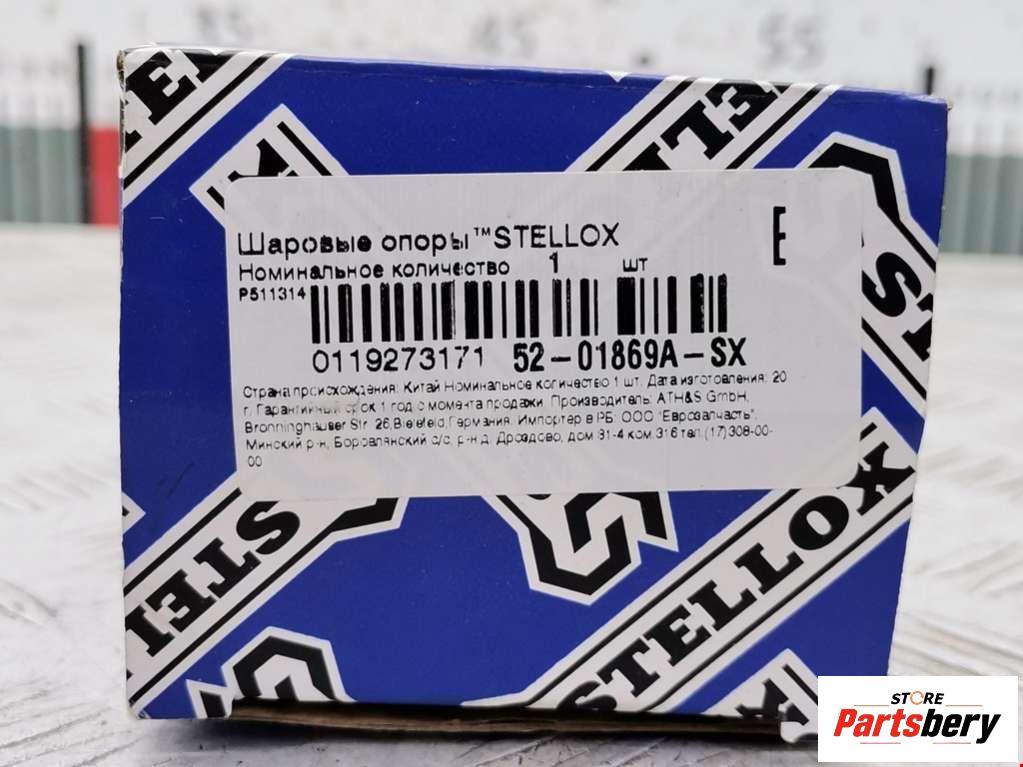 Шаровые опоры™STELLOX
E
Номинальное количество 1 шт
P511314
0119273171 52-01869A-SX
Страна происхождения: Китай Номинальное количество 1 шт. Дата изготовления: 20
г. Гарантийный срок 1 год с момента продажи. Производитель: ATH&S GmbH,
Bronninghauser Str. 26, Bielefeld, Германия. Импортер в РБ: ООО "Еврозапчасть",
Минский р-н, Боровлянский с/с, р-н д. Дроздово, дом 31-4 ком.316 тел.(17)308-00-
00
STELLOX
STORE
Partsbery